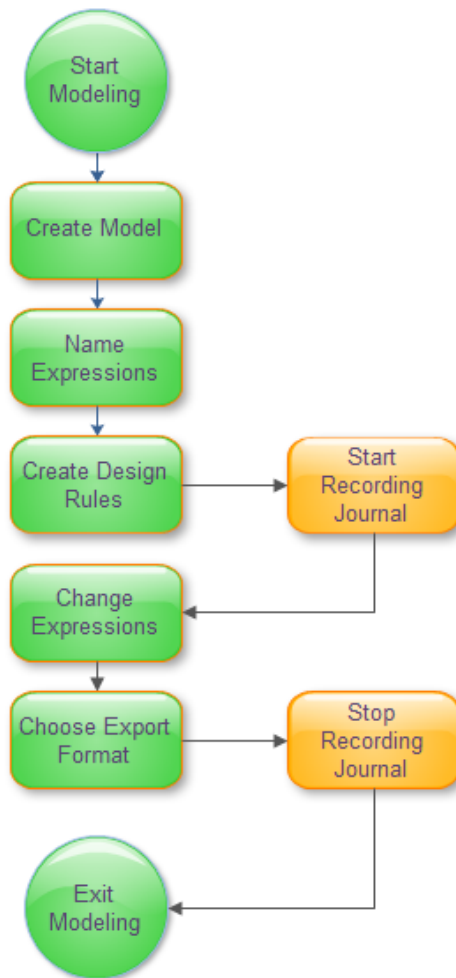 Start
Modeling
Create Model
Name
Expressions
Create Design
Rules
Start
Recording
Journal
Change
Expressions
Choose Export
Format
Stop
Recording
Journal
Exit
Modeling